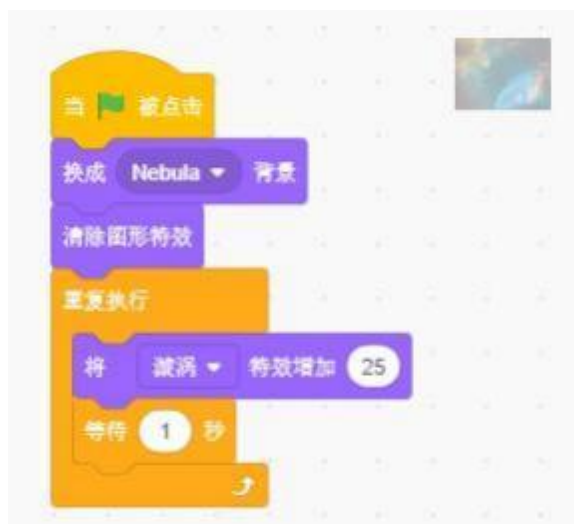 当 被点击
换成 Nebula 背景
清除图形特效
重复执行
将 漩涡 特效增加 25
等待 1 秒